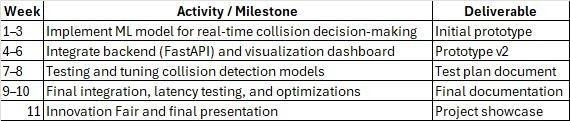 Week Activity / Milestone Deliverable
1–3 Implement ML model for real-time collision decision-making Initial prototype
4–6 Integrate backend (FastAPI) and visualization dashboard Prototype v2
7–8 Testing and tuning collision detection models Test plan document
9–10 Final integration, latency testing, and optimizations Final documentation
11 Innovation Fair and final presentation Project showcase